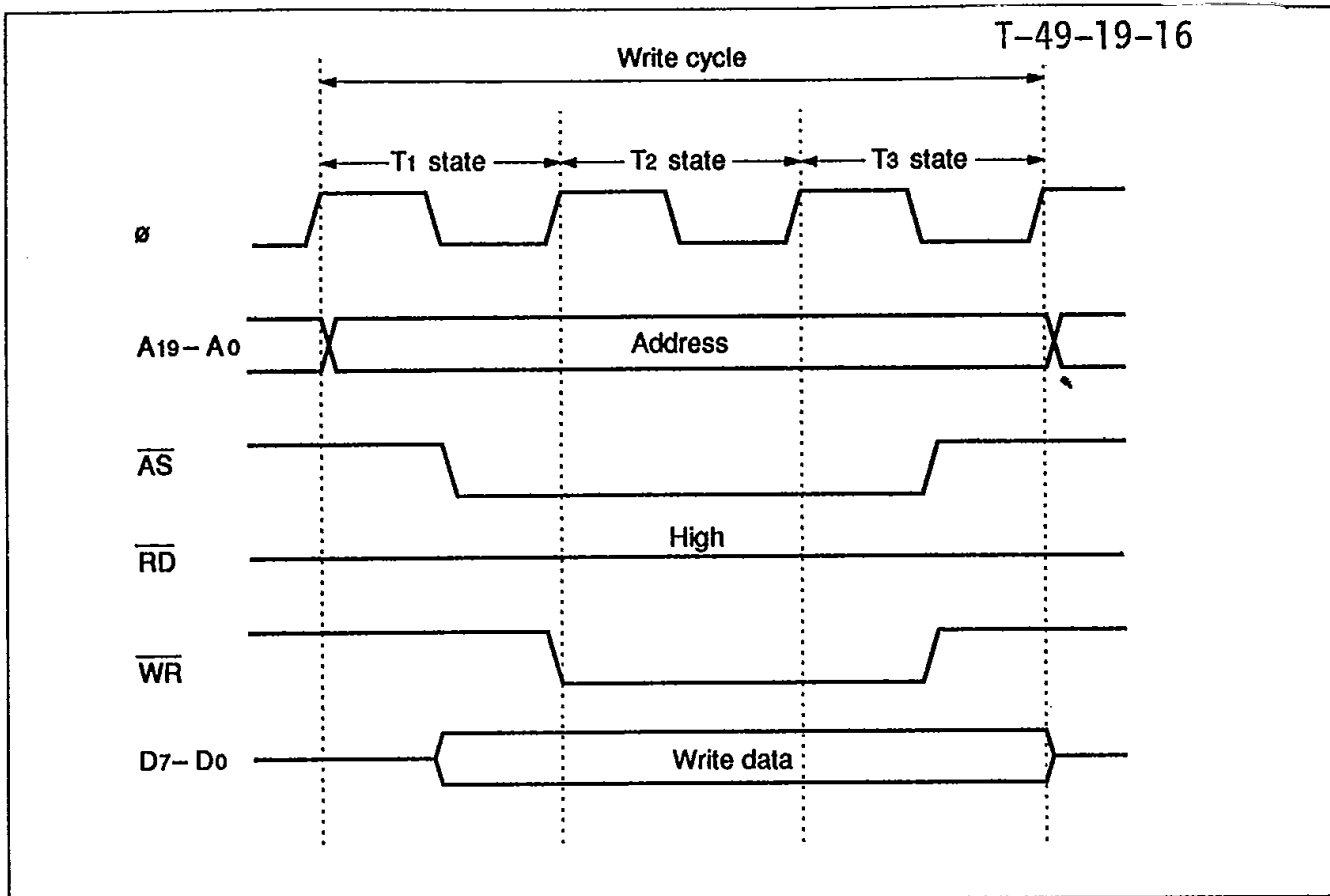 T-49-19-16
Write cycle
T1 state
T2 state
T3 state
ø
A19 – A0
Address
AS
High
RD
WR
D7 – D0
Write data